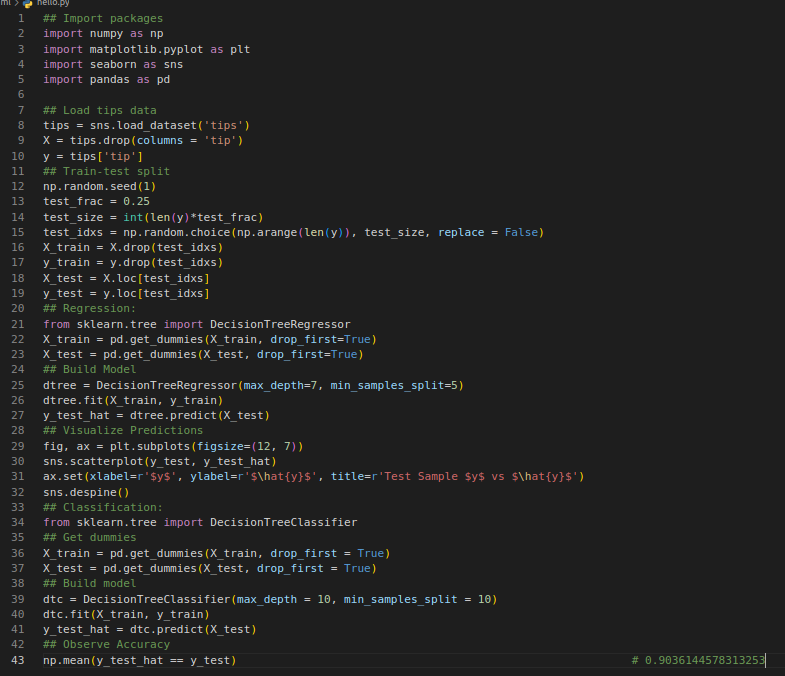 ml > hello.py
1 ## Import packages
2 import numpy as np
3 import matplotlib.pyplot as plt
4 import seaborn as sns
5 import pandas as pd
6
7 ## Load tips data
8 tips = sns.load_dataset('tips')
9 X = tips.drop(columns = 'tip')
10 y = tips['tip']
11 ## Train-test split
12 np.random.seed(1)
13 test_frac = 0.25
14 test_size = int(len(y)*test_frac)
15 test_idxs = np.random.choice(np.arange(len(y)), test_size, replace = False)
16 X_train = X.drop(test_idxs)
17 y_train = y.drop(test_idxs)
18 X_test = X.loc[test_idxs]
19 y_test = y.loc[test_idxs]
20 ## Regression:
21 from sklearn.tree import DecisionTreeRegressor
22 X_train = pd.get_dummies(X_train, drop_first=True)
23 X_test = pd.get_dummies(X_test, drop_first=True)
24 ## Build Model
25 dtree = DecisionTreeRegressor(max_depth=7, min_samples_split=5)
26 dtree.fit(X_train, y_train)
27 y_test_hat = dtree.predict(X_test)
28 ## Visualize Predictions
29 fig, ax = plt.subplots(figsize=(12, 7))
30 sns.scatterplot(y_test, y_test_hat)
31 ax.set(xlabel=r'$y$', ylabel=r'$\hat{y}$', title=r'Test Sample $y$ vs $\hat{y}$')
32 sns.despine()
33 ## Classification:
34 from sklearn.tree import DecisionTreeClassifier
35 ## Get dummies
36 X_train = pd.get_dummies(X_train, drop_first = True)
37 X_test = pd.get_dummies(X_test, drop_first = True)
38 ## Build model
39 dtc = DecisionTreeClassifier(max_depth = 10, min_samples_split = 10)
40 dtc.fit(X_train, y_train)
41 y_test_hat = dtc.predict(X_test)
42 ## Observe Accuracy
43 np.mean(y_test_hat == y_test) # 0.9036144578313253